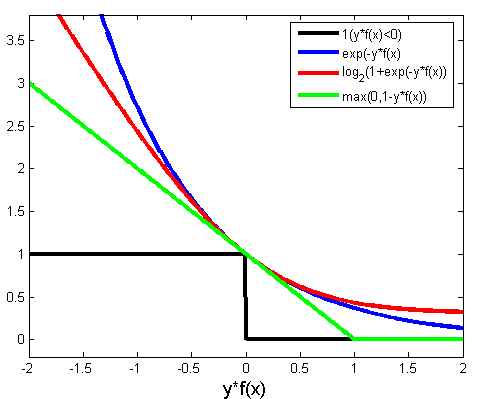 1(y*f(x)<0)
exp(-y*f(x)
log2(1+exp(-y*f(x))
max(0,1-y*f(x))
3.5
3
2.5
2
1.5
1
0.5
0
-2 -1.5 -1 -0.5 0 0.5 1 1.5 2
y*f(x)